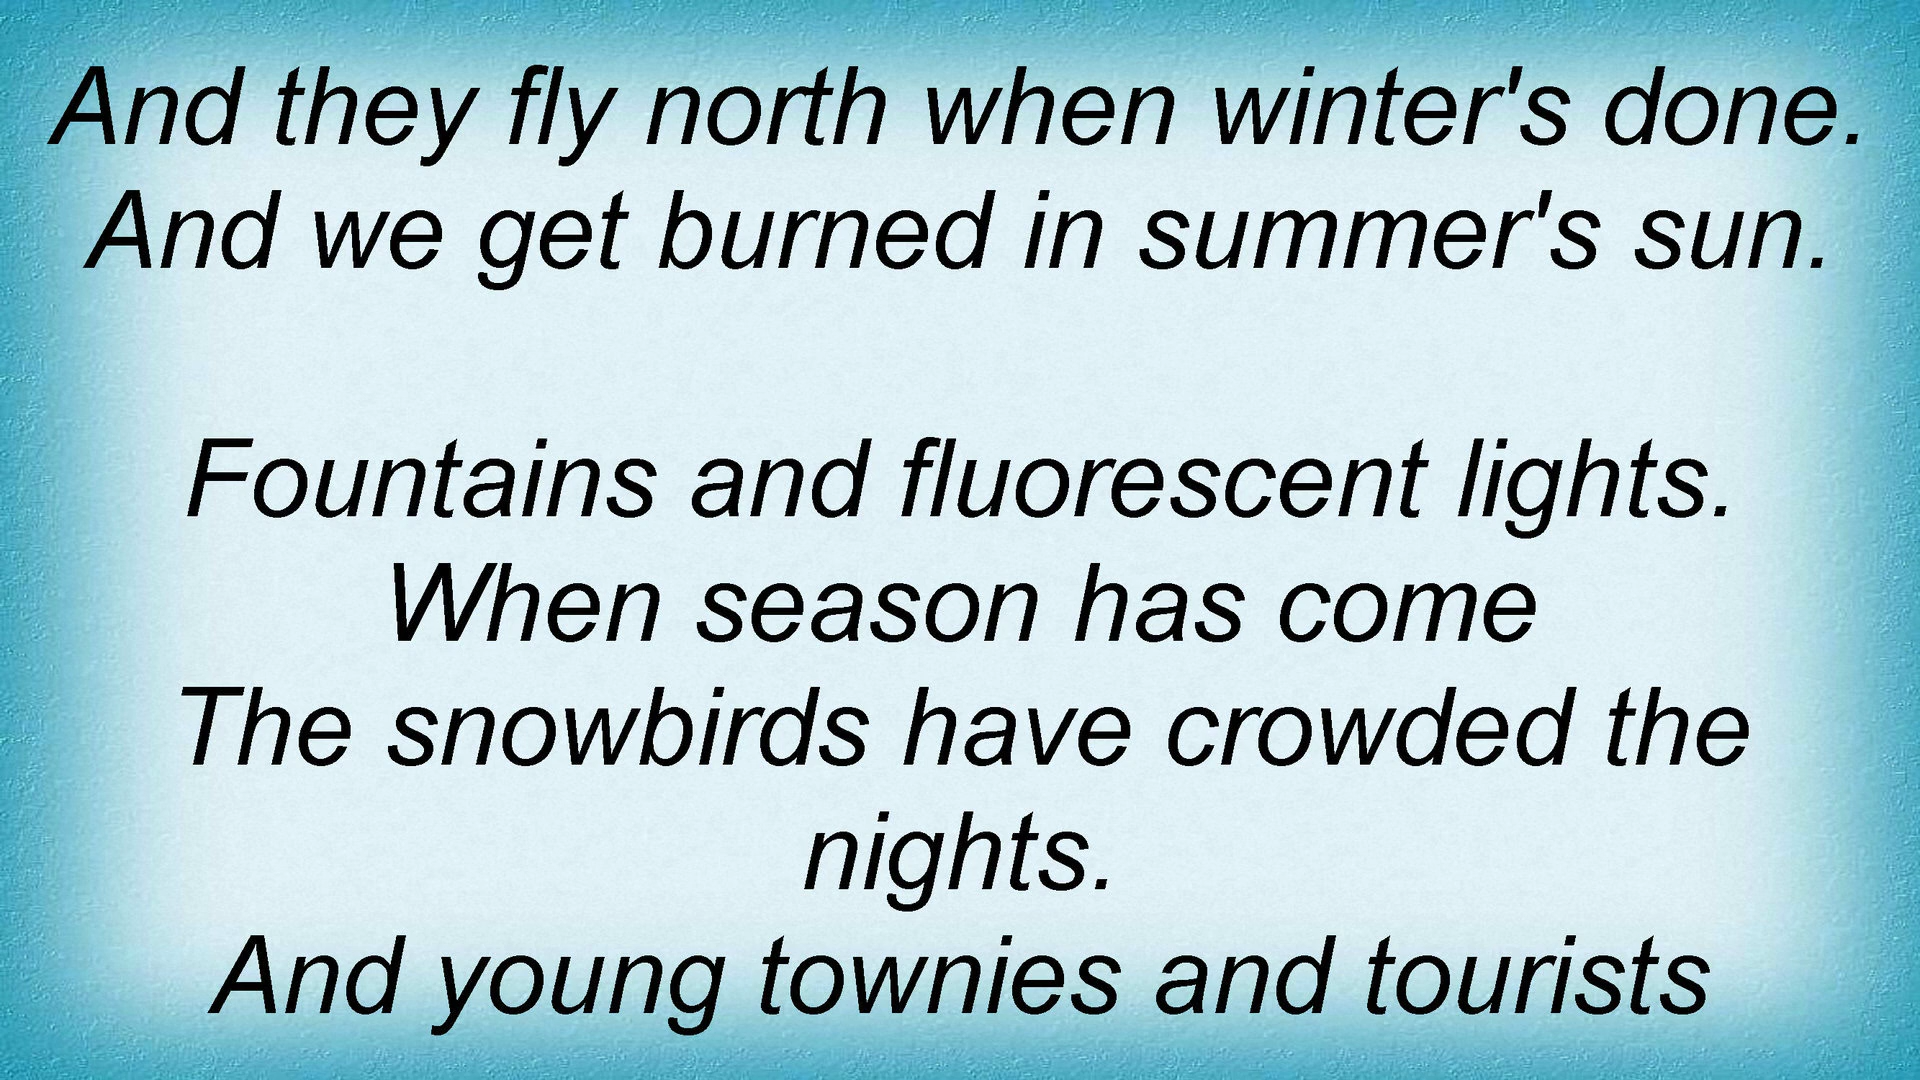 And they fly north when winter's done.
And we get burned in summer's sun.
Fountains and fluorescent lights.
When season has come
The snowbirds have crowded the
nights.
And young townies and tourists